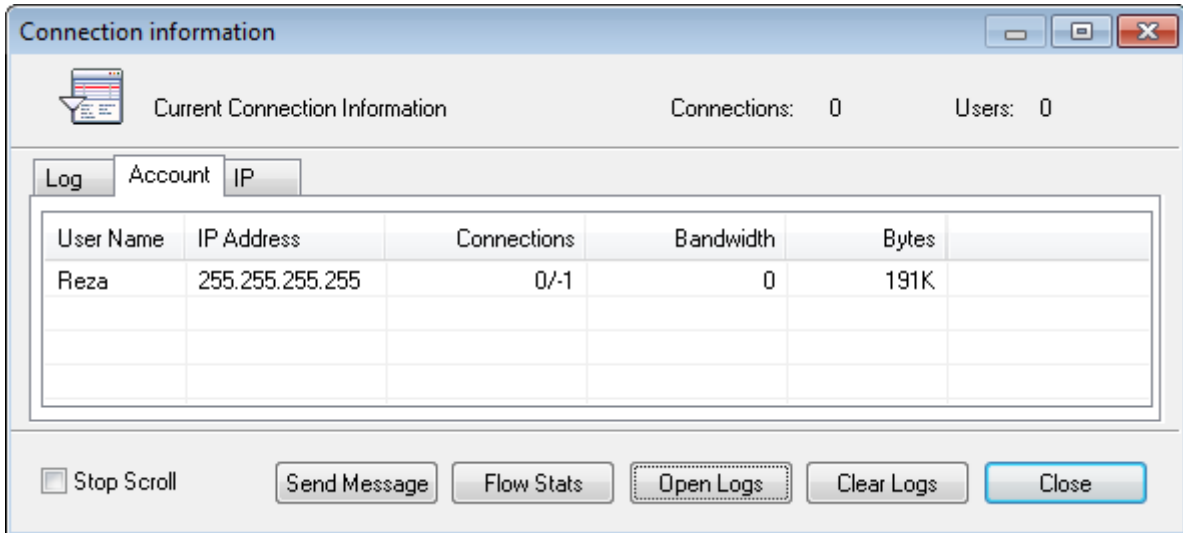 Connection information
Current Connection Information Connections: 0 Users: 0
Log Account IP
User Name IP Address Connections Bandwidth Bytes
Reza 255.255.255.255 0/-1 0 191K
Stop Scroll Send Message Flow Stats Open Logs Clear Logs Close